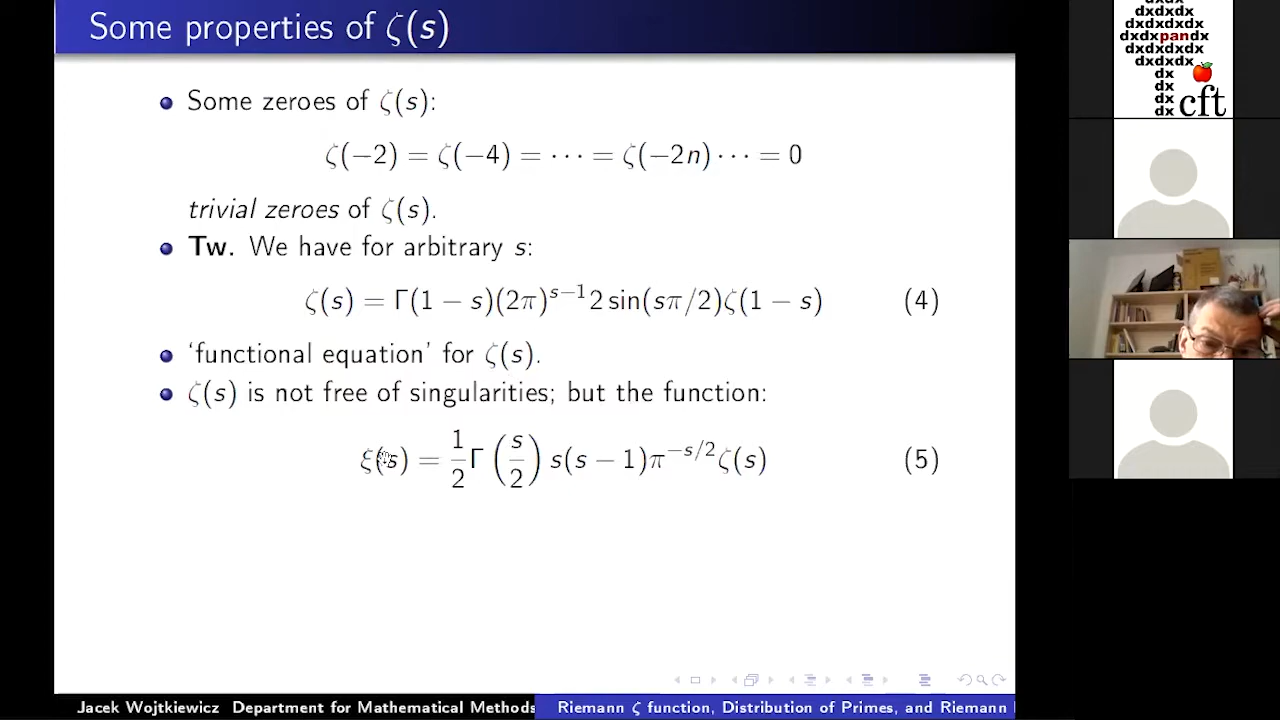 Some properties of ζ(s)
Some zeroes of ζ(s):
ζ(−2) = ζ(−4) = ⋯ = ζ(−2n) ⋯ = 0
trivial zeroes of ζ(s).
Tw. We have for arbitrary s:
ζ(s) = Γ(1 − s)(2π)^{s−1} 2 sin(sπ/2)ζ(1 − s) (4)
‘functional equation’ for ζ(s).
ζ(s) is not free of singularities; but the function:
ξ(s) = \frac{1}{2} Γ(\frac{s}{2}) s(s − 1)π^{−s/2}ζ(s) (5)
Jacek Wojtkiewicz Department for Mathematical Methods
Riemann ζ function, Distribution of Primes, and Riemann
dxdxdx
dxdxdxdx
dxdxpandx
dxdxdxdx
dxdxdx
dx
dx
dx
dx
cft